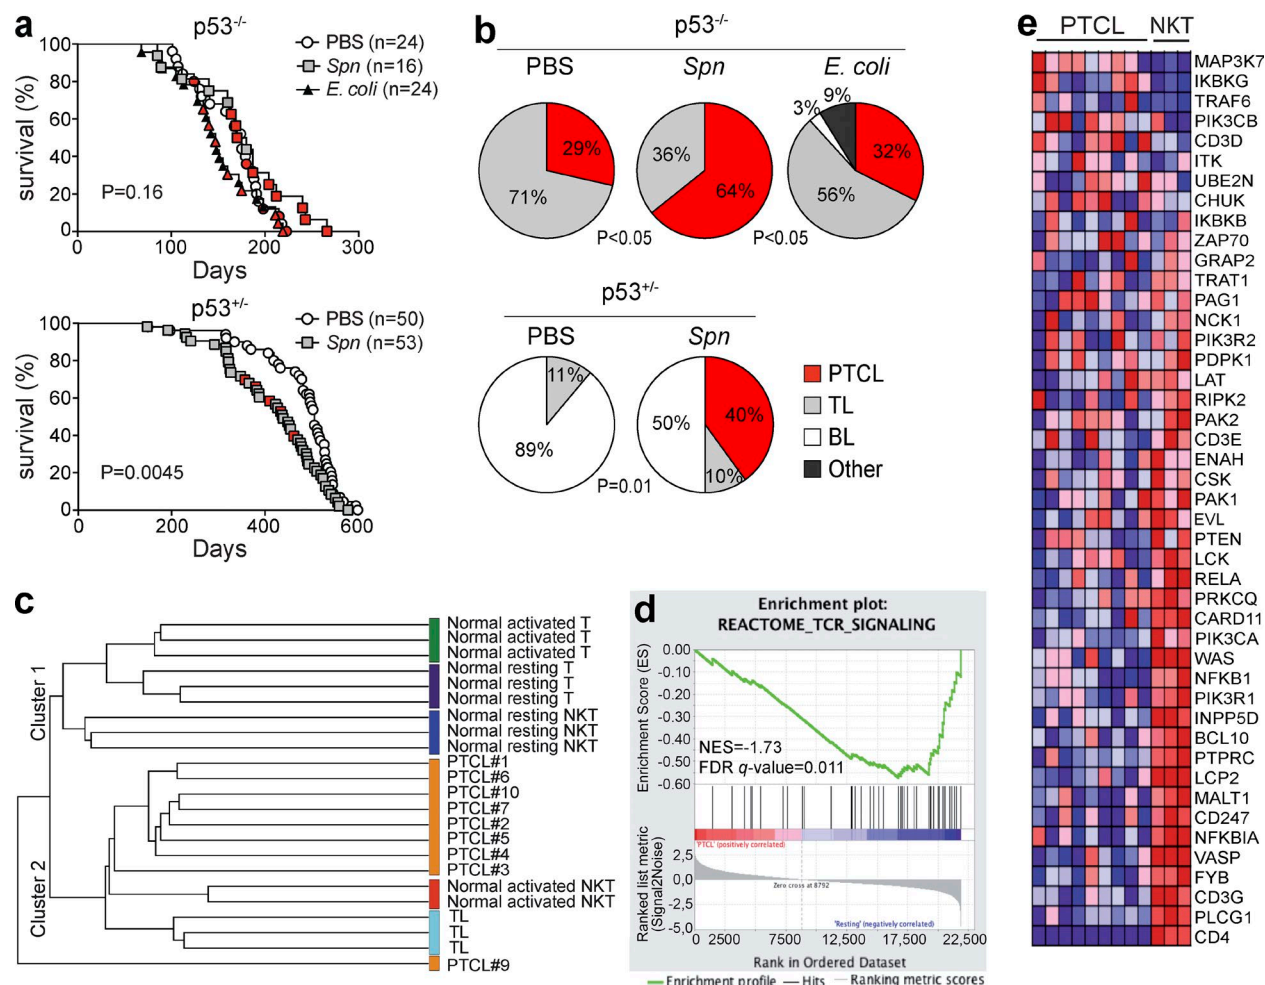 a
p53-/-
PBS (n=24)
Spn (n=16)
E. coli (n=24)
survival (%)
100
80
60
40
20
0
P=0.16
0 100 200 300
Days
p53+/-
PBS (n=50)
Spn (n=53)
survival (%)
100
80
60
40
20
0
P=0.0045
0 200 400 600
Days
b
p53-/-
PBS Spn E. coli
29%
71%
36%
64%
3%
9%
32%
56%
P<0.05
P<0.05
p53+/-
PBS Spn
11%
89%
50%
40%
10%
P=0.01
PTCL
TL
BL
Other
c
Cluster 1
Cluster 2
Normal activated T
Normal activated T
Normal activated T
Normal resting T
Normal resting T
Normal resting T
Normal resting NKT
Normal resting NKT
Normal resting NKT
PTCL#1
PTCL#6
PTCL#10
PTCL#7
PTCL#2
PTCL#5
PTCL#4
PTCL#3
Normal activated NKT
Normal activated NKT
TL
TL
TL
PTCL#9
d
Enrichment plot:
REACTOME_TCR_SIGNALING
Enrichment Score (ES)
0.00
-0.10
-0.20
-0.30
-0.40
-0.50
-0.60
NES=-1.73
FDR q-value=0.011
'PTCL' (positively correlated)
Ranked list metric
(Signal2Noise)
2,5
0,0
-2,5
-5,0
Zero cross at 8792
'Resting' (negatively correlated)
0 2500 7500 12,500 17,500 22,500
Rank in Ordered Dataset
Enrichment profile Hits Ranking metric scores
e
PTCL NKT
MAP3K7
IKBKG
TRAF6
PIK3CB
CD3D
ITK
UBE2N
CHUK
IKBKB
ZAP70
GRAP2
TRAT1
PAG1
NCK1
PIK3R2
PDPK1
LAT
RIPK2
PAK2
CD3E
ENAH
CSK
PAK1
EVL
PTEN
LCK
RELA
PRKCQ
CARD11
PIK3CA
WAS
NFKB1
PIK3R1
INPP5D
BCL10
PTPRC
LCP2
MALT1
CD247
NFKBIA
VASP
FYB
CD3G
PLCG1
CD4